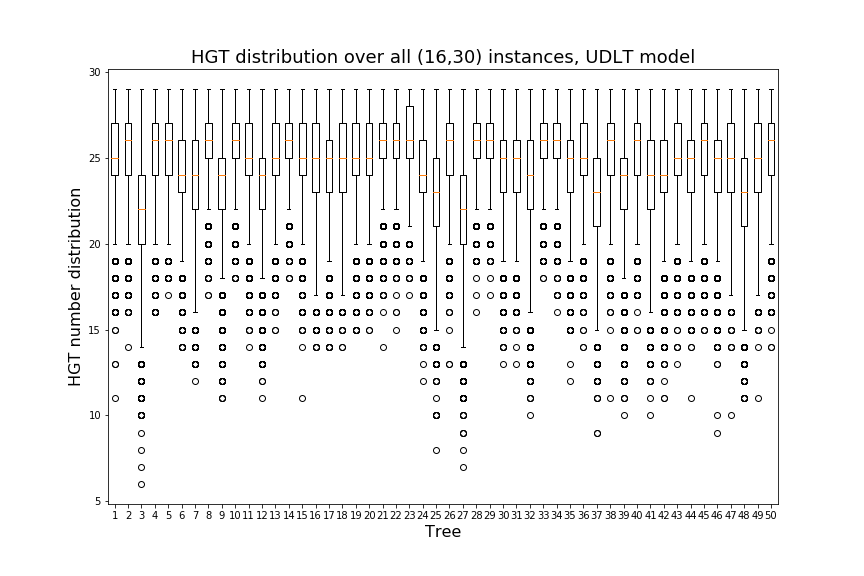 HGT distribution over all (16,30) instances, UDLT model
HGT number distribution
30
25
20
15
10
5
1 2 3 4 5 6 7 8 9 10 11 12 13 14 15 16 17 18 19 20 21 22 23 24 25 26 27 28 29 30 31 32 33 34 35 36 37 38 39 40 41 42 43 44 45 46 47 48 49 50
Tree